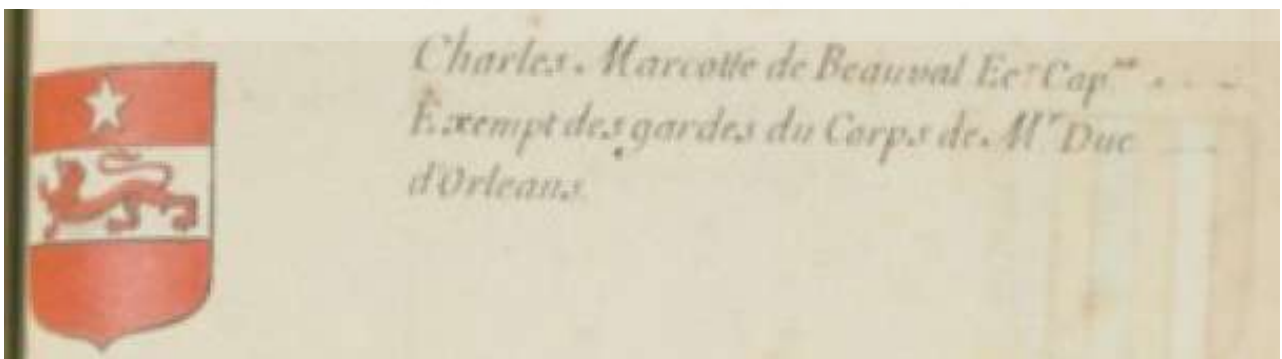 Charles. Marcotte de Beauval Ec.r Cap.ne
Exempt des gardes du Corps de. M.r Duc
d'Orleans.